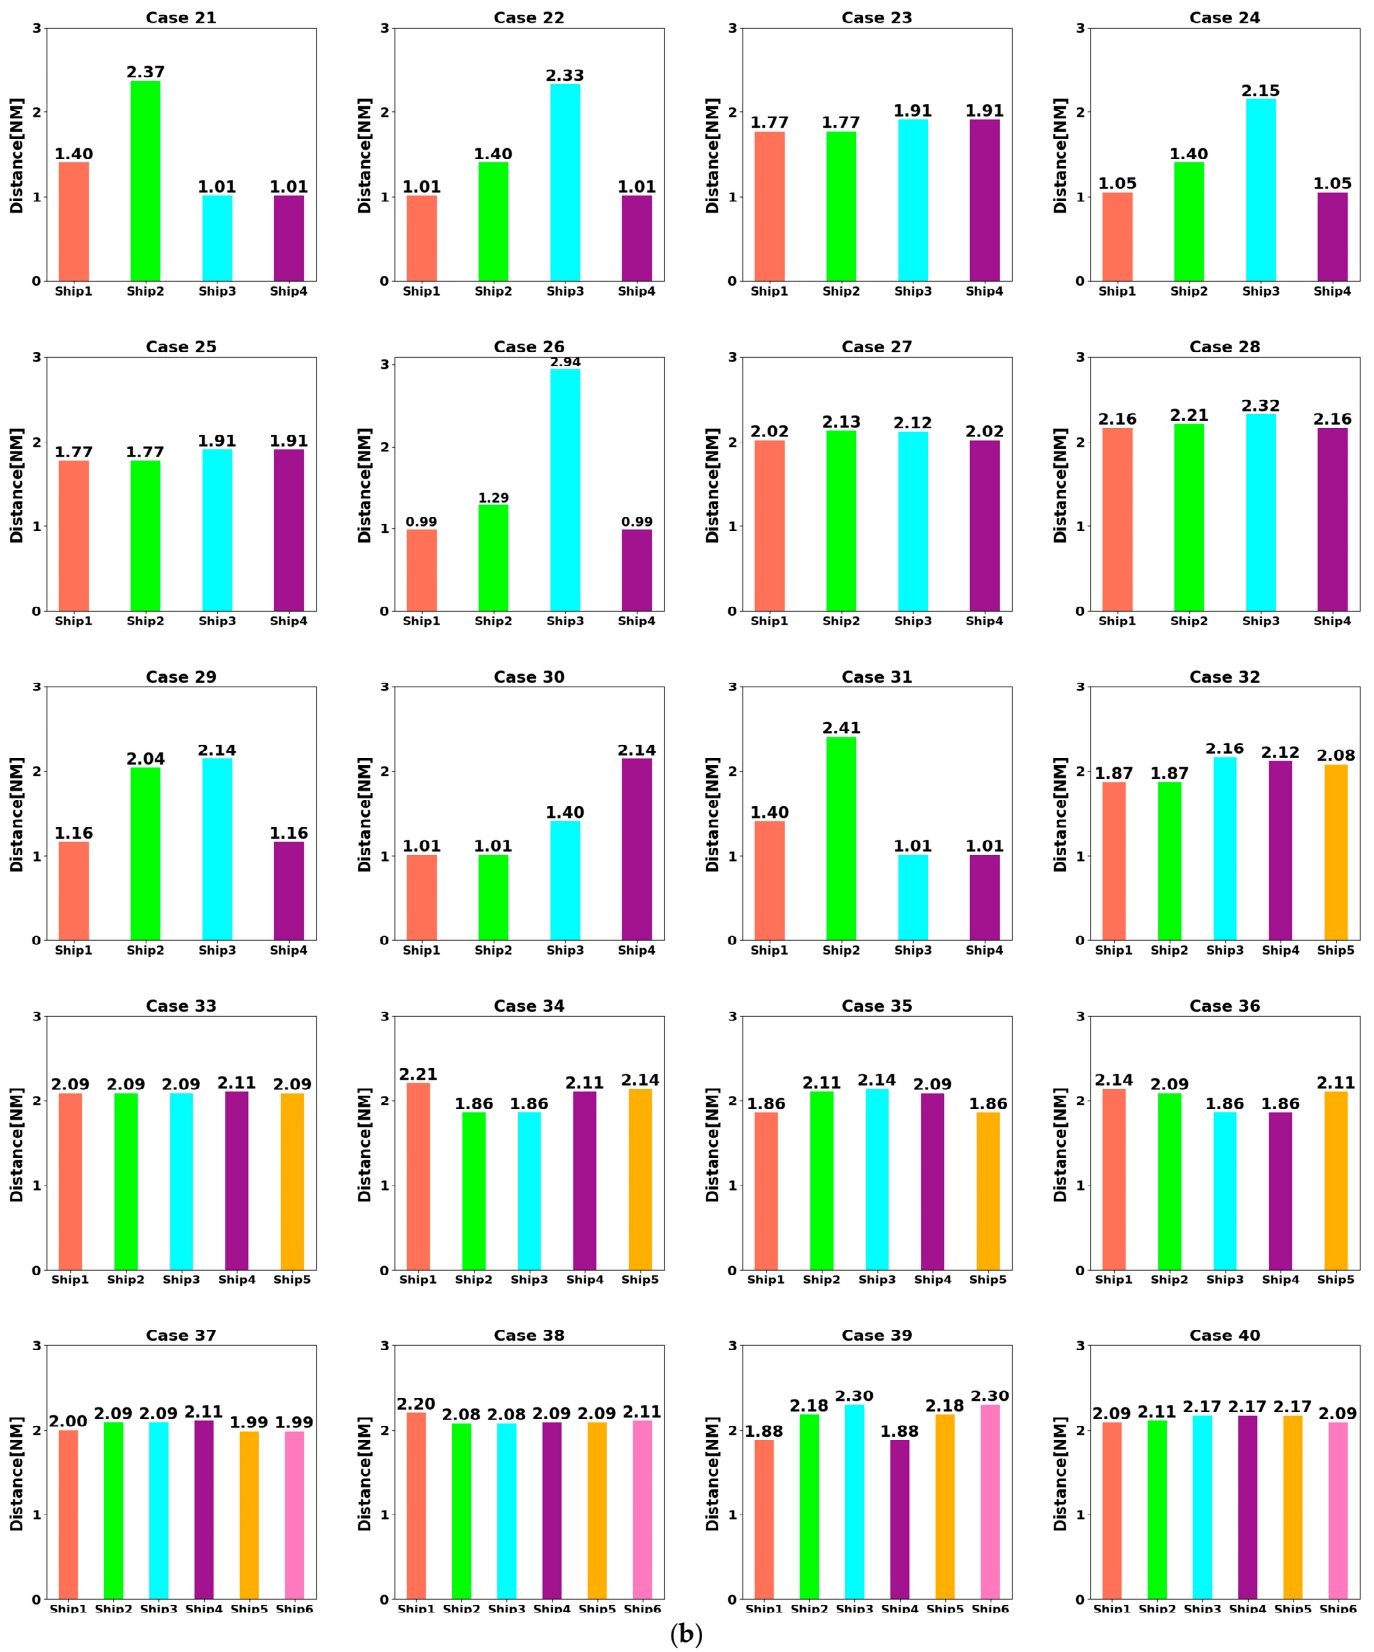 Case 21
Case 22
Case 23
Case 24
Distance[NM]
3
2
1
0
1.40
2.37
1.01
1.01
Ship1 Ship2 Ship3 Ship4
Distance[NM]
3
2
1
0
1.01
1.40
2.33
1.01
Ship1 Ship2 Ship3 Ship4
Distance[NM]
3
2
1
0
1.77
1.77
1.91
1.91
Ship1 Ship2 Ship3 Ship4
Distance[NM]
3
2
1
0
1.05
1.40
2.15
1.05
Ship1 Ship2 Ship3 Ship4
Case 25
Case 26
Case 27
Case 28
Distance[NM]
3
2
1
0
1.77
1.77
1.91
1.91
Ship1 Ship2 Ship3 Ship4
Distance[NM]
3
2
1
0
0.99
1.29
2.94
0.99
Ship1 Ship2 Ship3 Ship4
Distance[NM]
3
2
1
0
2.02
2.13
2.12
2.02
Ship1 Ship2 Ship3 Ship4
Distance[NM]
3
2
1
0
2.16
2.21
2.32
2.16
Ship1 Ship2 Ship3 Ship4
Case 29
Case 30
Case 31
Case 32
Distance[NM]
3
2
1
0
1.16
2.04
2.14
1.16
Ship1 Ship2 Ship3 Ship4
Distance[NM]
3
2
1
0
1.01
1.01
1.40
2.14
Ship1 Ship2 Ship3 Ship4
Distance[NM]
3
2
1
0
1.40
2.41
1.01
1.01
Ship1 Ship2 Ship3 Ship4
Distance[NM]
3
2
1
0
1.87
1.87
2.16
2.12
2.08
Ship1 Ship2 Ship3 Ship4 Ship5
Case 33
Case 34
Case 35
Case 36
Distance[NM]
3
2
1
0
2.09
2.09
2.09
2.11
2.09
Ship1 Ship2 Ship3 Ship4 Ship5
Distance[NM]
3
2
1
0
2.21
1.86
1.86
2.11
2.14
Ship1 Ship2 Ship3 Ship4 Ship5
Distance[NM]
3
2
1
0
1.86
2.11
2.14
2.09
1.86
Ship1 Ship2 Ship3 Ship4 Ship5
Distance[NM]
3
2
1
0
2.14
2.09
1.86
1.86
2.11
Ship1 Ship2 Ship3 Ship4 Ship5
Case 37
Case 38
Case 39
Case 40
Distance[NM]
3
2
1
0
2.00
2.09
2.09
2.11
1.99
1.99
Ship1 Ship2 Ship3 Ship4 Ship5 Ship6
Distance[NM]
3
2
1
0
2.20
2.08
2.08
2.09
2.09
2.11
Ship1 Ship2 Ship3 Ship4 Ship5 Ship6
Distance[NM]
3
2
1
0
1.88
2.18
2.30
1.88
2.18
2.30
Ship1 Ship2 Ship3 Ship4 Ship5 Ship6
Distance[NM]
3
2
1
0
2.09
2.11
2.17
2.17
2.17
2.09
Ship1 Ship2 Ship3 Ship4 Ship5 Ship6
(b)